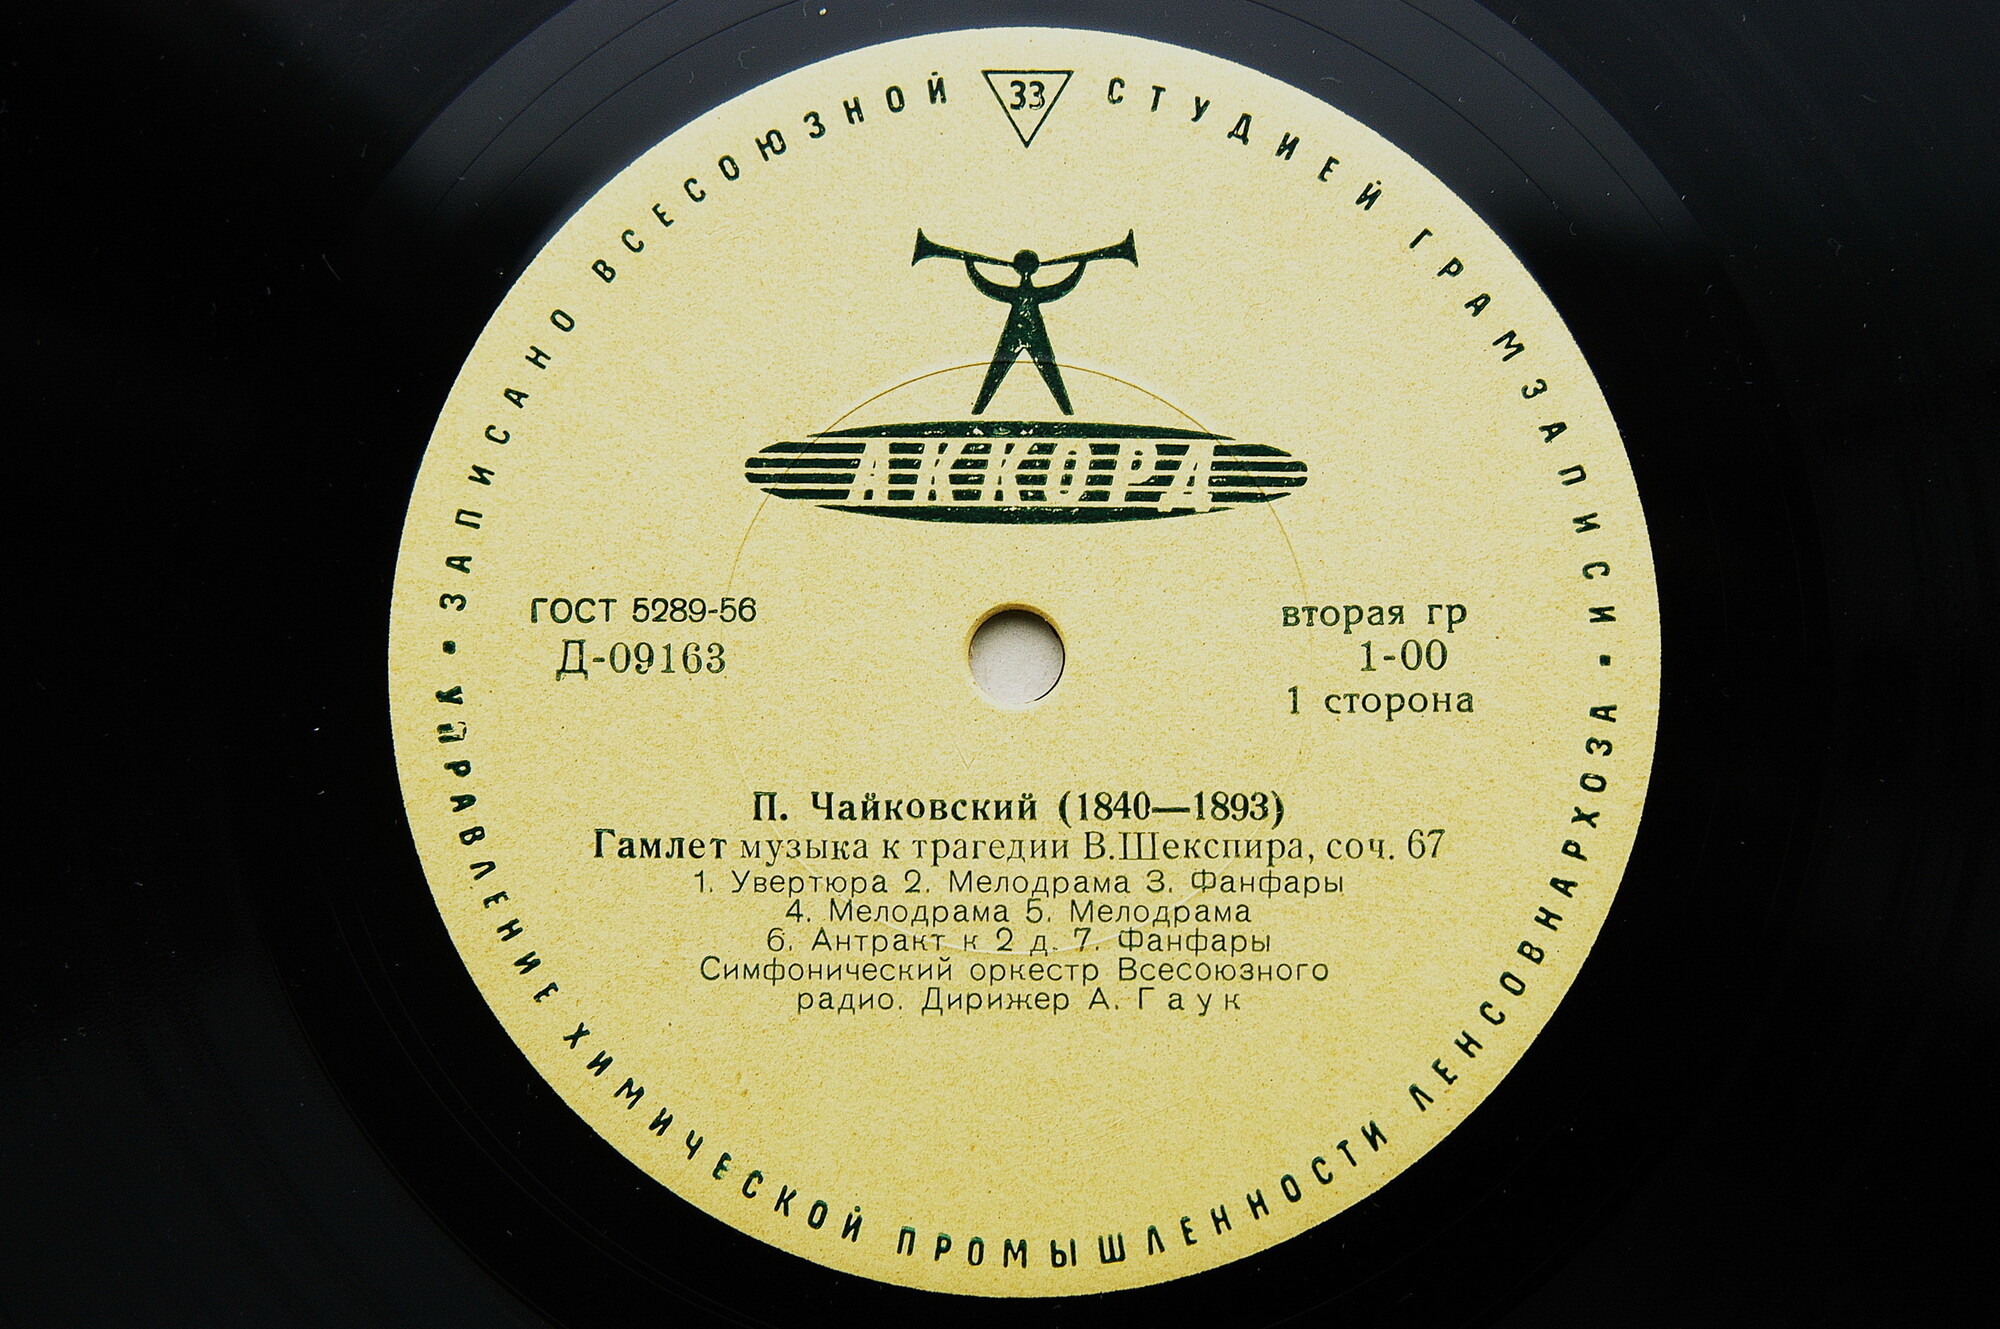 ЗАПИСАНО ВСЕСОЮЗНОЙ СТУДИЕЙ ГРАМЗАПИСИ
33
АККОРД
ГОСТ 5289-56
Д-09163
вторая гр
1-00
1 сторона
П. Чайковский (1840—1893)
Гамлет музыка к трагедии В.Шекспира, соч. 67
1. Увертюра 2. Мелодрама 3. Фанфары
4. Мелодрама 5. Мелодрама
6. Антракт к 2 д. 7. Фанфары
Симфонический оркестр Всесоюзного
радио. Дирижер А. Гаук
УПРАВЛЕНИЕ ХИМИЧЕСКОЙ ПРОМЫШЛЕННОСТИ ЛЕНСОВНАРХОЗА